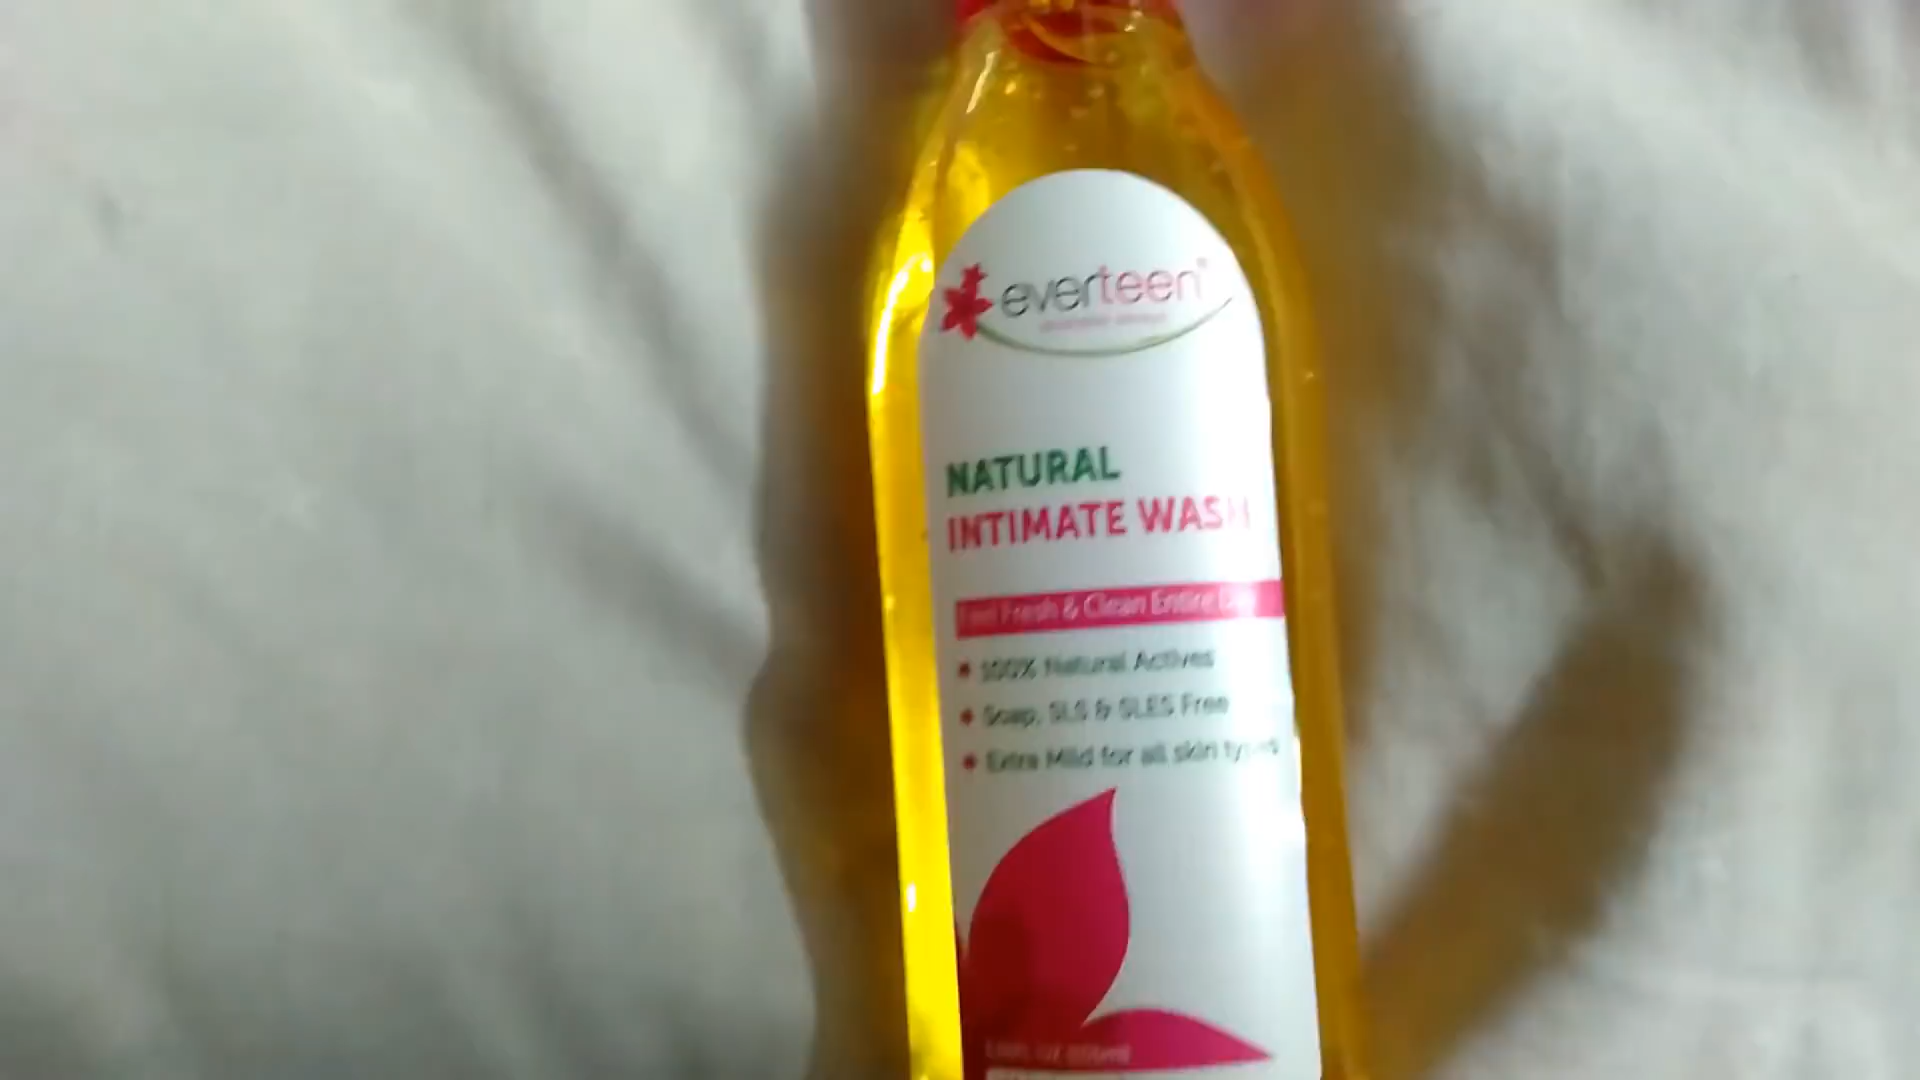 everteen®
NATURAL
INTIMATE WASH
Feel Fresh & Clean Entire Day
100% Natural Actives
Soap, SLS & SLES Free
Extra Mild for all skin types